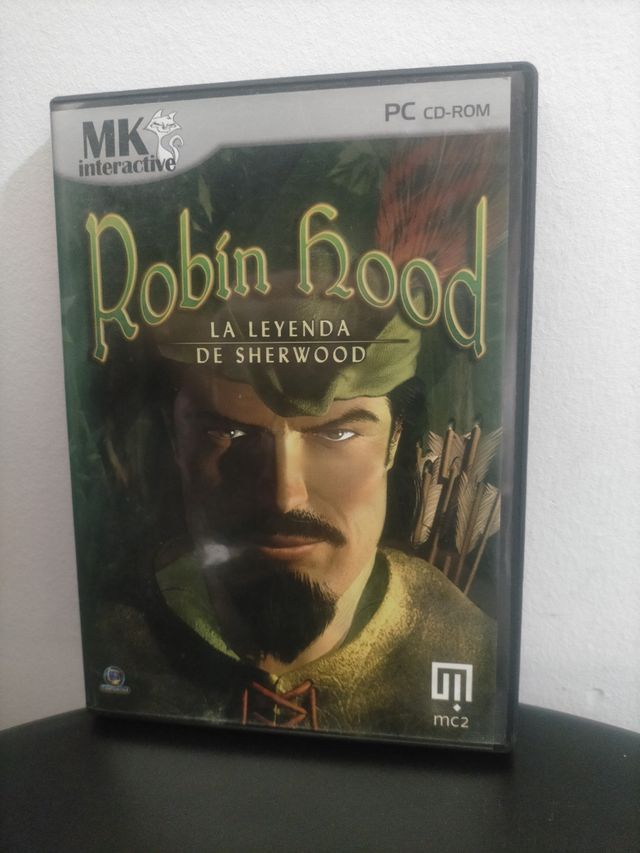 MK
interactive
PC CD-ROM
Robin Hood
LA LEYENDA
DE SHERWOOD
mc2